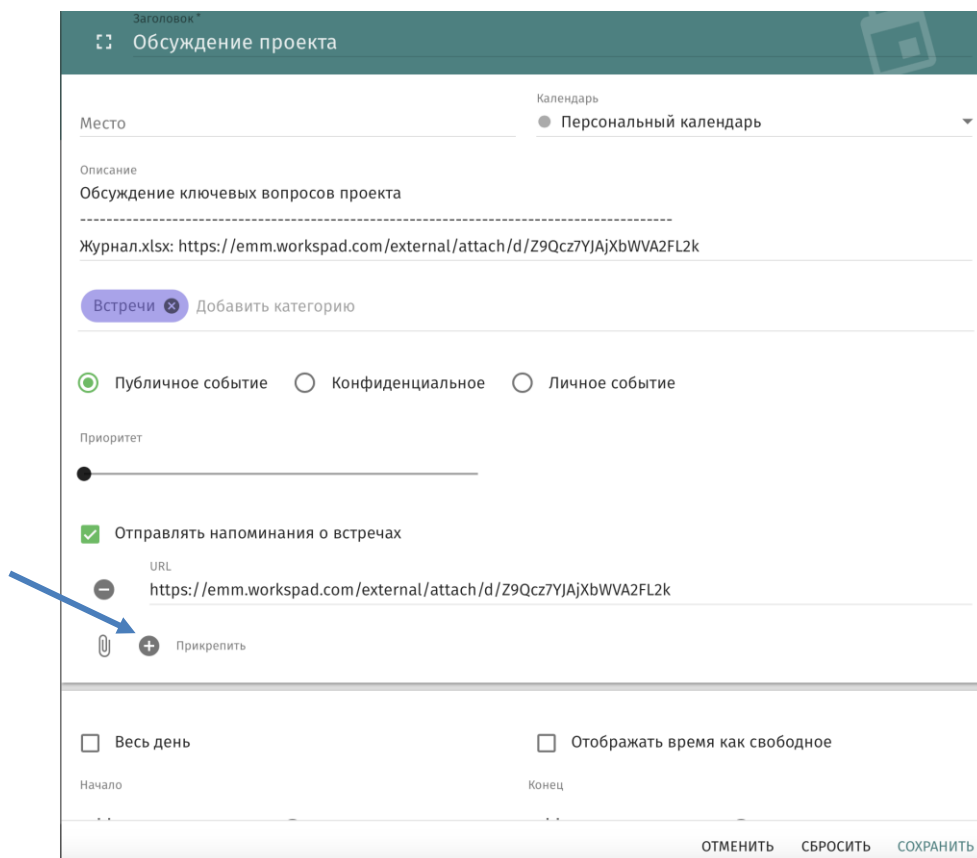 Заголовок *
Обсуждение проекта
Календарь
Место
Персональный календарь
Описание
Обсуждение ключевых вопросов проекта
------------------------------------------------------------------------------------------
Журнал.xlsx: https://emm.workspad.com/external/attach/d/Z9Qcz7YJAjXbWVA2FL2k
Встречи Добавить категорию
Публичное событие Конфиденциальное Личное событие
Приоритет
Отправлять напоминания о встречах
URL
https://emm.workspad.com/external/attach/d/Z9Qcz7YJAjXbWVA2FL2k
Прикрепить
Весь день Отображать время как свободное
Начало Конец
ОТМЕНИТЬ СБРОСИТЬ СОХРАНИТЬ